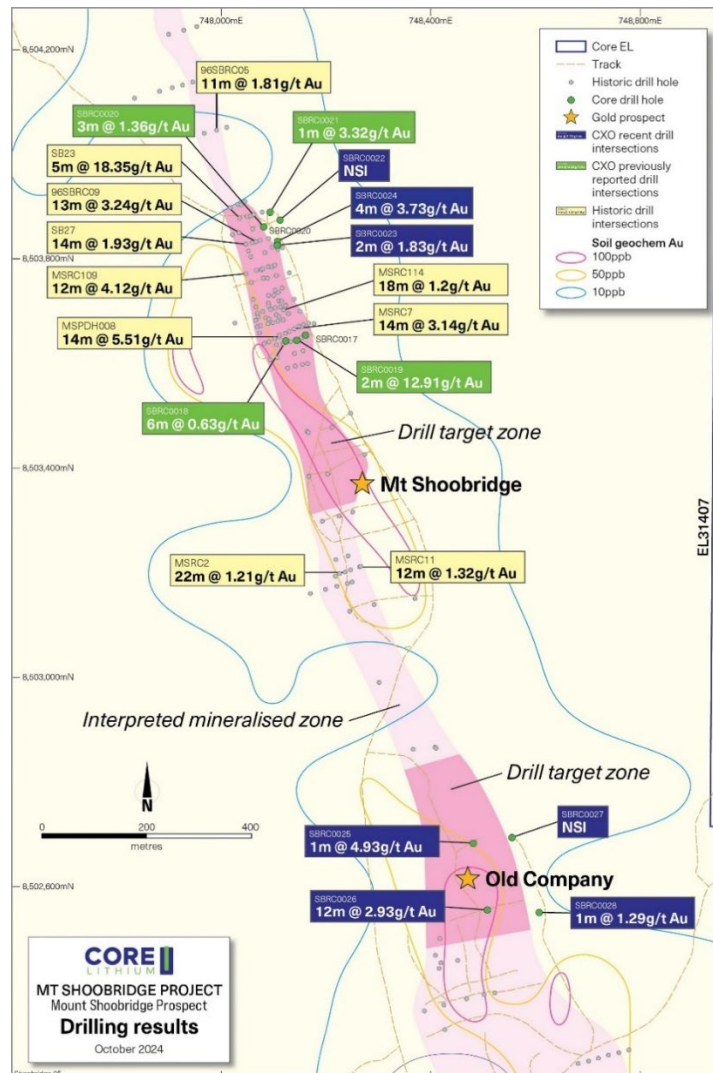 748,000mE
748,400mE
748,800mE
8,504,200mN
8,503,800mN
8,503,400mN
8,503,000mN
8,502,600mN
96SBRC05
11m @ 1.81g/t Au
SBRC0020
3m @ 1.36g/t Au
SBRC0021
1m @ 3.32g/t Au
SB23
5m @ 18.35g/t Au
SBRC0022
NSI
96SBRC09
13m @ 3.24g/t Au
SBRC0024
4m @ 3.73g/t Au
SBRC0020
SB27
14m @ 1.93g/t Au
SBRC0023
2m @ 1.83g/t Au
MSRC109
12m @ 4.12g/t Au
MSRC114
18m @ 1.2g/t Au
MSPDH008
14m @ 5.51g/t Au
MSRC7
14m @ 3.14g/t Au
SBRC0017
SBRC0019
2m @ 12.91g/t Au
SBRC0018
6m @ 0.63g/t Au
Drill target zone
Mt Shoobridge
MSRC2
22m @ 1.21g/t Au
MSRC11
12m @ 1.32g/t Au
Interpreted mineralised zone
Drill target zone
SBRC0027
NSI
SBRC0025
1m @ 4.93g/t Au
Old Company
SBRC0026
12m @ 2.93g/t Au
SBRC0028
1m @ 1.29g/t Au
EL31407
Core EL
Track
Historic drill hole
Core drill hole
Gold prospect
CXO recent drill
intersections
CXO previously
reported drill
intersections
Historic drill
intersections
Soil geochem Au
100ppb
50ppb
10ppb
N
0 200 400
metres
CORE
LITHIUM
MT SHOOBRIDGE PROJECT
Mount Shoobridge Prospect
Drilling results
October 2024